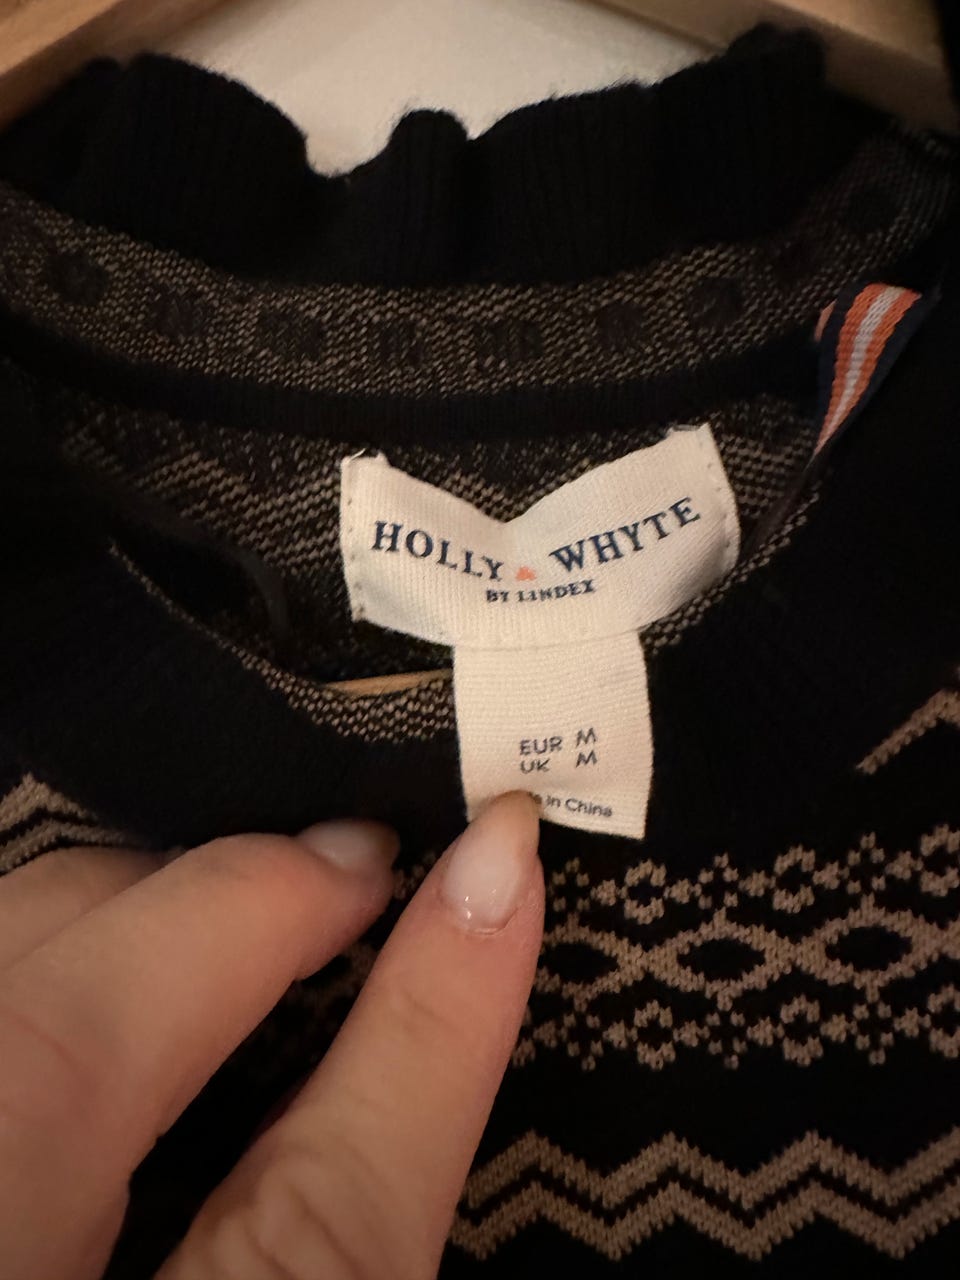 HOLLY & WHYTE
BY LINDEX
EUR M
UK M
in China